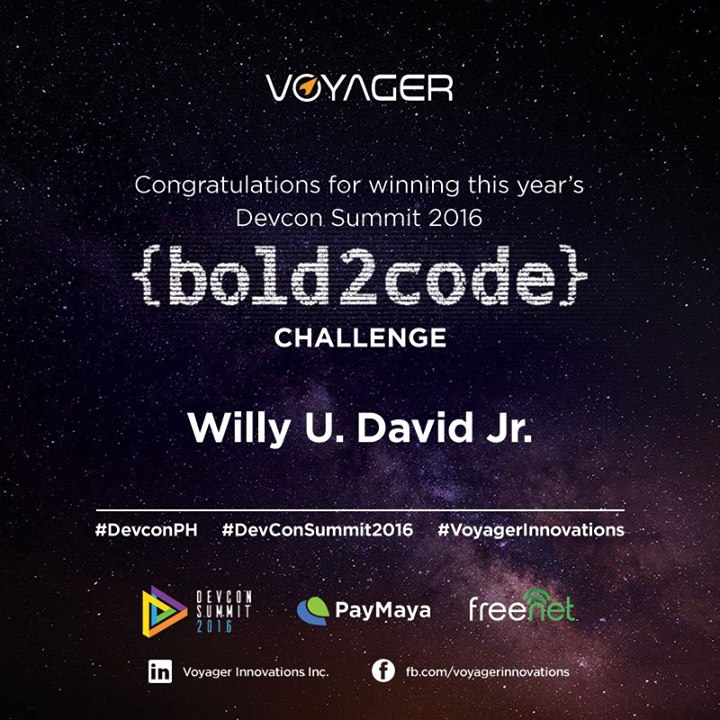 VOYAGER
Congratulations for winning this year's
Devcon Summit 2016
{bold2code}
CHALLENGE
Willy U. David Jr.
#DevconPH #DevConSummit2016 #VoyagerInnovations
DEVCON
SUMMIT
2016
PayMaya
freenet
in Voyager Innovations Inc.
f fb.com/voyagerinnovations